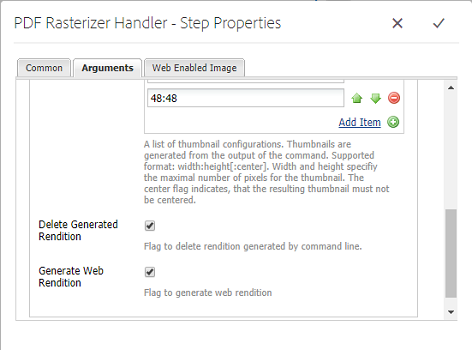 PDF Rasterizer Handler - Step Properties
Common Arguments Web Enabled Image
48:48
Add Item
A list of thumbnail configurations. Thumbnails are
generated from the output of the command. Supported
format: width:height[:center]. Width and height specifiy
the maximal number of pixels for the thumbnail. The
center flag indicates, that the resulting thumbnail must not
be centered.
Delete Generated
Rendition
Flag to delete rendition generated by command line.
Generate Web
Rendition
Flag to generate web rendition